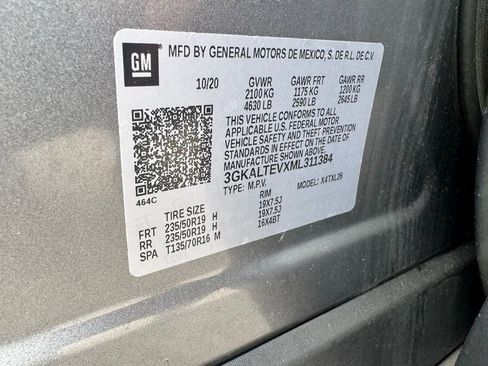 GM
MFD BY GENERAL MOTORS DE MEXICO, S. DE R.L. DE C.V.
10/20 GVWR GAWR FRT GAWR RR
2100 KG 1175 KG 1200 KG
4630 LB 2590 LB 2645 LB
THIS VEHICLE CONFORMS TO ALL
APPLICABLE U.S. FEDERAL MOTOR
VEHICLE SAFETY AND BUMPER
STANDARDS IN EFFECT ON THE DATE OF
MANUFACTURE SHOWN ABOVE.
3GKALTEVXML311384
TYPE: M.P.V. MODEL: X4TXL26
464C
TIRE SIZE RIM
FRT 235/50R19 H 19X7.5J
RR 235/50R19 H 19X7.5J
SPA T135/70R16 M 16X4BT